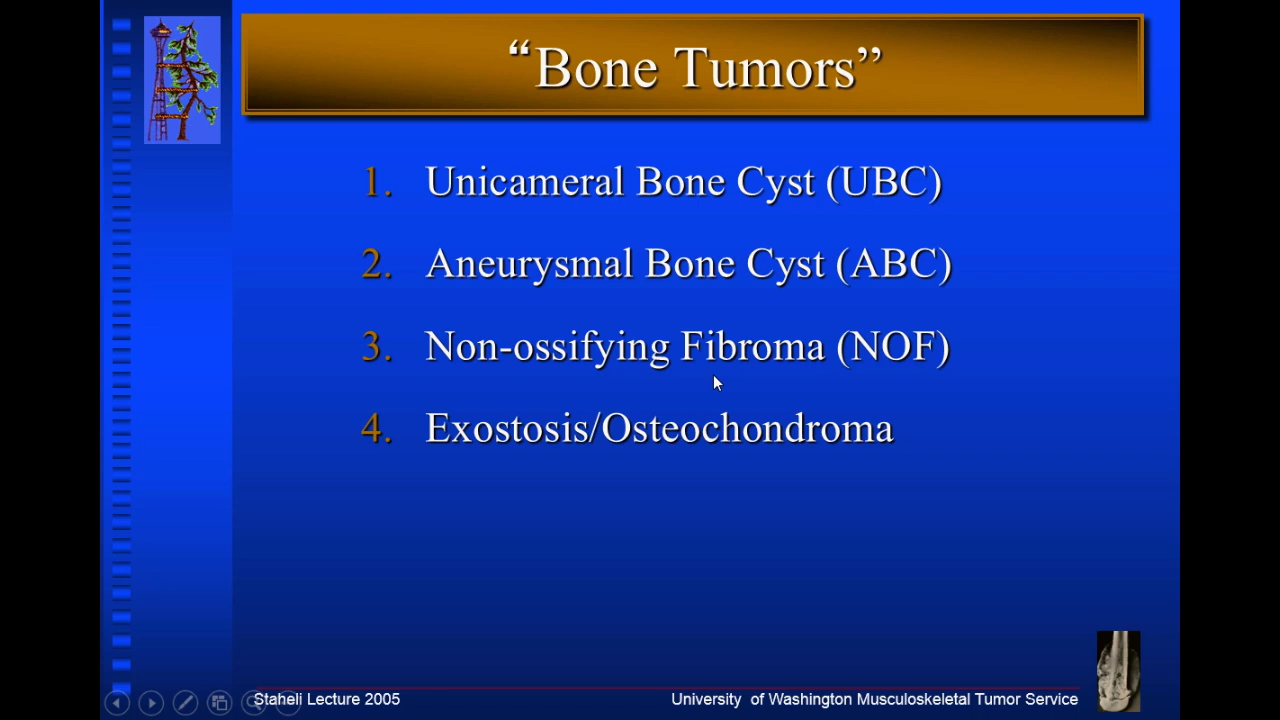 “Bone Tumors”
1. Unicameral Bone Cyst (UBC)
2. Aneurysmal Bone Cyst (ABC)
3. Non-ossifying Fibroma (NOF)
4. Exostosis/Osteochondroma
Staheli Lecture 2005
University of Washington Musculoskeletal Tumor Service